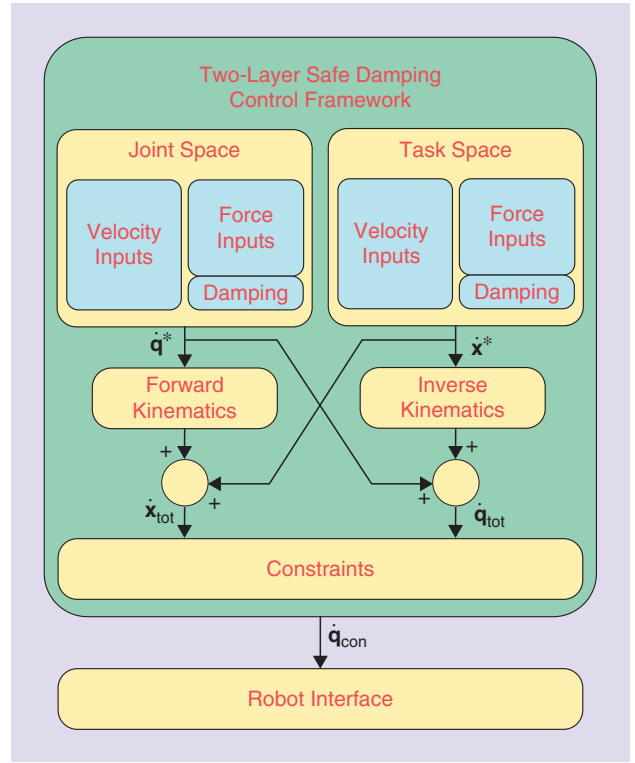 Two-Layer Safe Damping
Control Framework
Joint Space
Task Space
Velocity
Inputs
Force
Inputs
Damping
Velocity
Inputs
Force
Inputs
Damping
q̇*
ẋ*
Forward
Kinematics
Inverse
Kinematics
+
+
+
+
ẋtot
q̇tot
Constraints
q̇con
Robot Interface